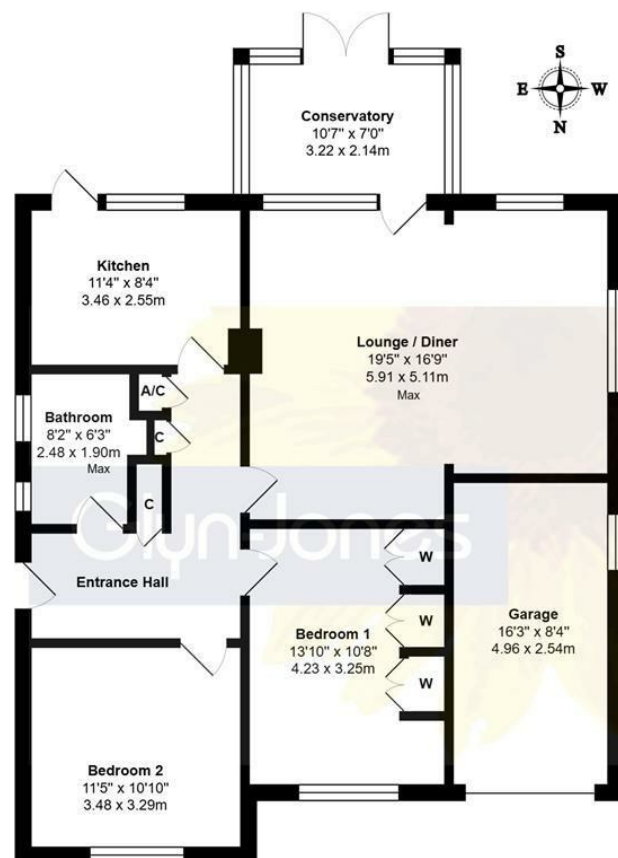 S
E W
N
Conservatory
10'7" x 7'0"
3.22 x 2.14m
Kitchen
11'4" x 8'4"
3.46 x 2.55m
Lounge / Diner
19'5" x 16'9"
5.91 x 5.11m
Max
A/C
Bathroom
8'2" x 6'3"
2.48 x 1.90m
Max
C
C
Glyn-Jones
Entrance Hall
W
W
W
Bedroom 1
13'10" x 10'8"
4.23 x 3.25m
Garage
16'3" x 8'4"
4.96 x 2.54m
Bedroom 2
11'5" x 10'10"
3.48 x 3.29m